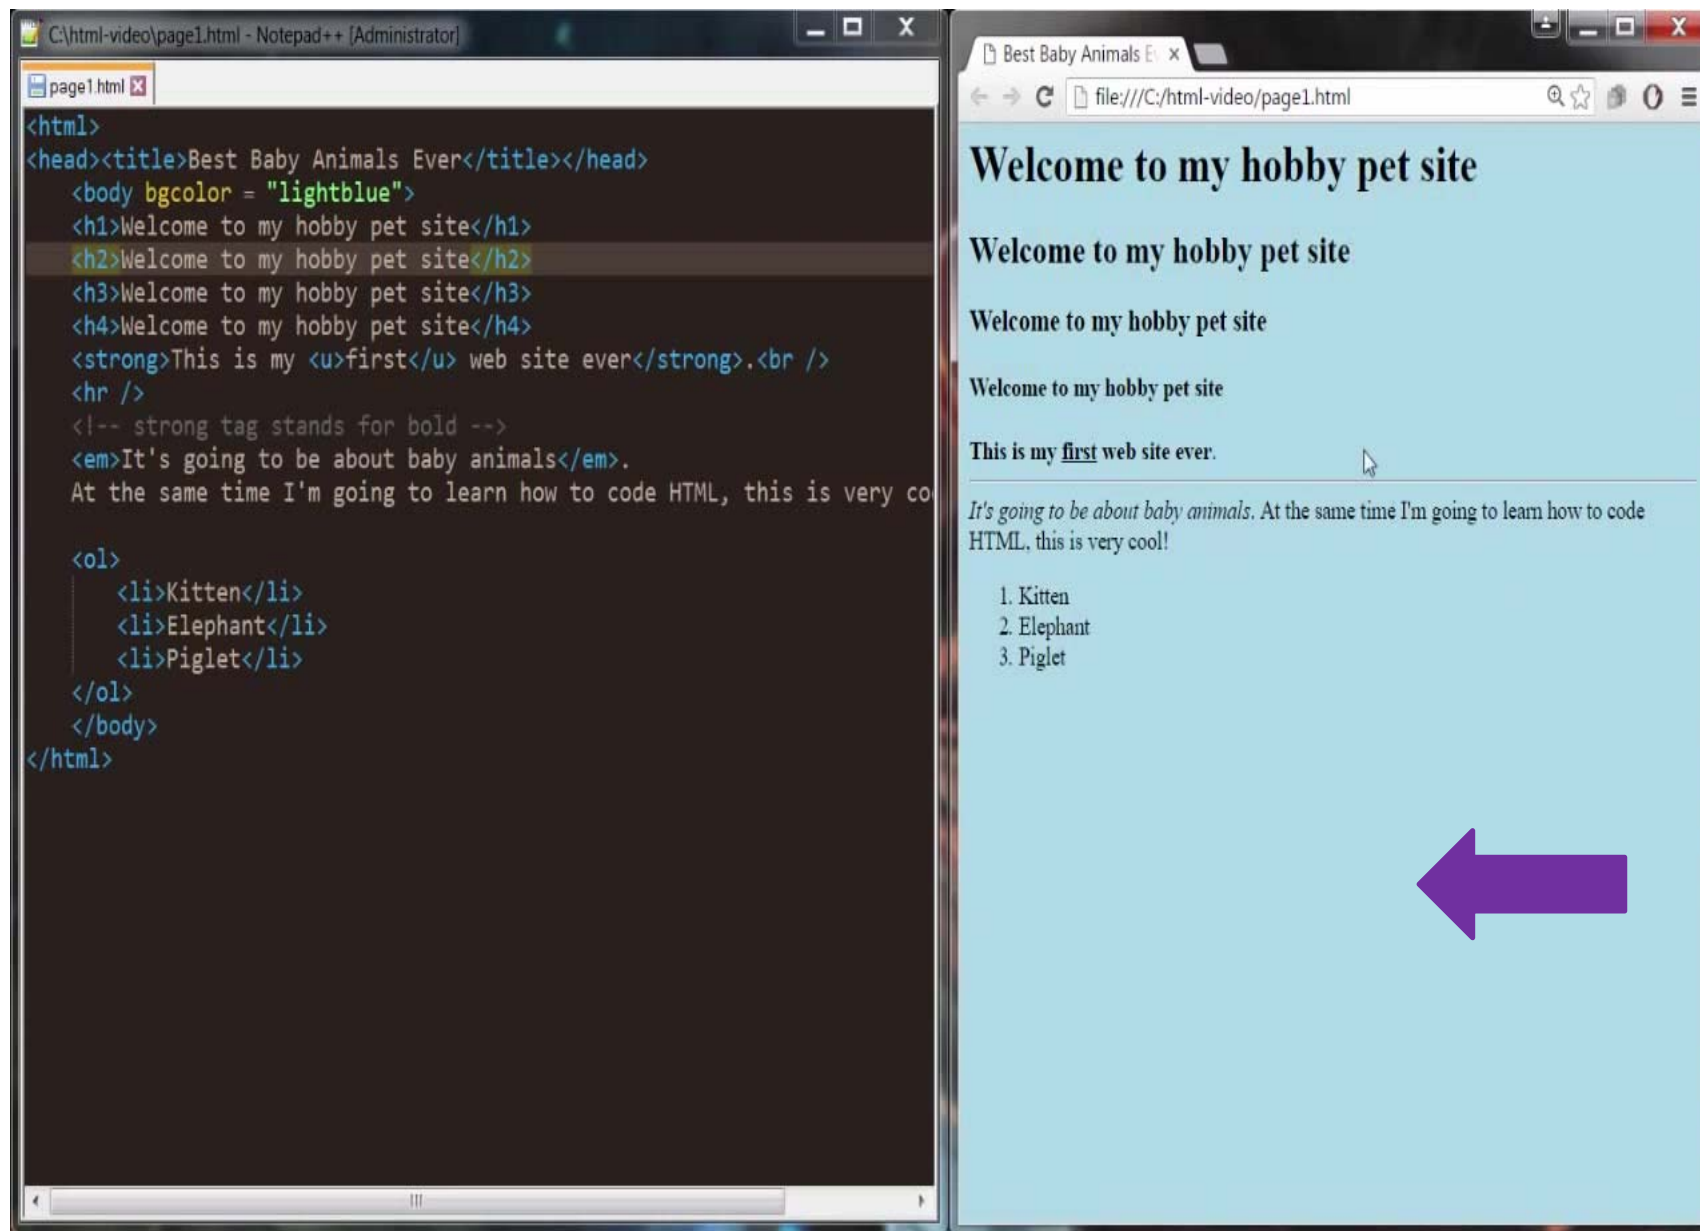 C:\html-video\page1.html - Notepad++ [Administrator]
page1.html
<html>
<head><title>Best Baby Animals Ever</title></head>
<body bgcolor = "lightblue">
<h1>Welcome to my hobby pet site</h1>
<h2>Welcome to my hobby pet site</h2>
<h3>Welcome to my hobby pet site</h3>
<h4>Welcome to my hobby pet site</h4>
<strong>This is my <u>first</u> web site ever</strong>.<br />
<hr />
<!-- strong tag stands for bold -->
<em>It's going to be about baby animals</em>.
At the same time I'm going to learn how to code HTML, this is very co
<ol>
<li>Kitten</li>
<li>Elephant</li>
<li>Piglet</li>
</ol>
</body>
</html>
Best Baby Animals E
file:///C:/html-video/page1.html
Welcome to my hobby pet site
Welcome to my hobby pet site
Welcome to my hobby pet site
Welcome to my hobby pet site
This is my first web site ever.
It's going to be about baby animals. At the same time I'm going to learn how to code
HTML, this is very cool!
1. Kitten
2. Elephant
3. Piglet